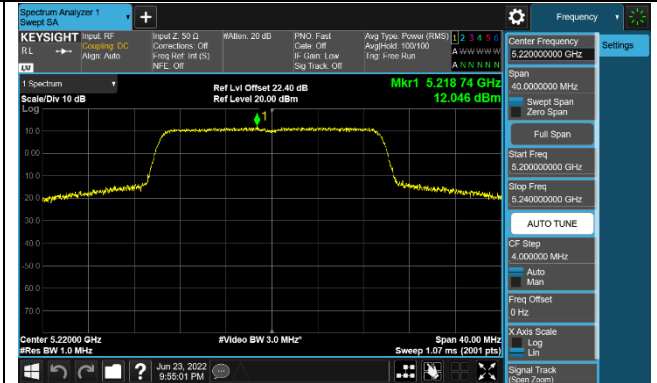 Spectrum Analyzer 1
Swept SA
Frequency
KEYSIGHT
RL
LXI
Input: RF
Coupling: DC
Align: Auto
Input Z: 50 Ω
Corrections: Off
Freq Ref: Int (S)
NFE: Off
#Atten: 20 dB
PNO: Fast
Gate: Off
IF Gain: Low
Sig Track: Off
Avg Type: Power (RMS)
Avg|Hold: 100/100
Trig: Free Run
1 2 3 4 5 6
A W W W W W
A N N N N N
Center Frequency
5.220000000 GHz
Settings
Span
40.0000000 MHz
Swept Span
Zero Span
Full Span
Start Freq
5.200000000 GHz
Stop Freq
5.240000000 GHz
AUTO TUNE
CF Step
4.000000 MHz
Auto
Man
Freq Offset
0 Hz
X Axis Scale
Log
Lin
Signal Track
(Span Zoom)
1 Spectrum
Scale/Div 10 dB
Log
Ref Lvl Offset 22.40 dB
Ref Level 20.00 dBm
Mkr1 5.218 74 GHz
12.046 dBm
1
10.0
0.00
-10.0
-20.0
-30.0
-40.0
-50.0
-60.0
-70.0
Center 5.22000 GHz
#Res BW 1.0 MHz
#Video BW 3.0 MHz*
Span 40.00 MHz
Sweep 1.07 ms (2001 pts)
?
Jun 23, 2022
9:55:01 PM